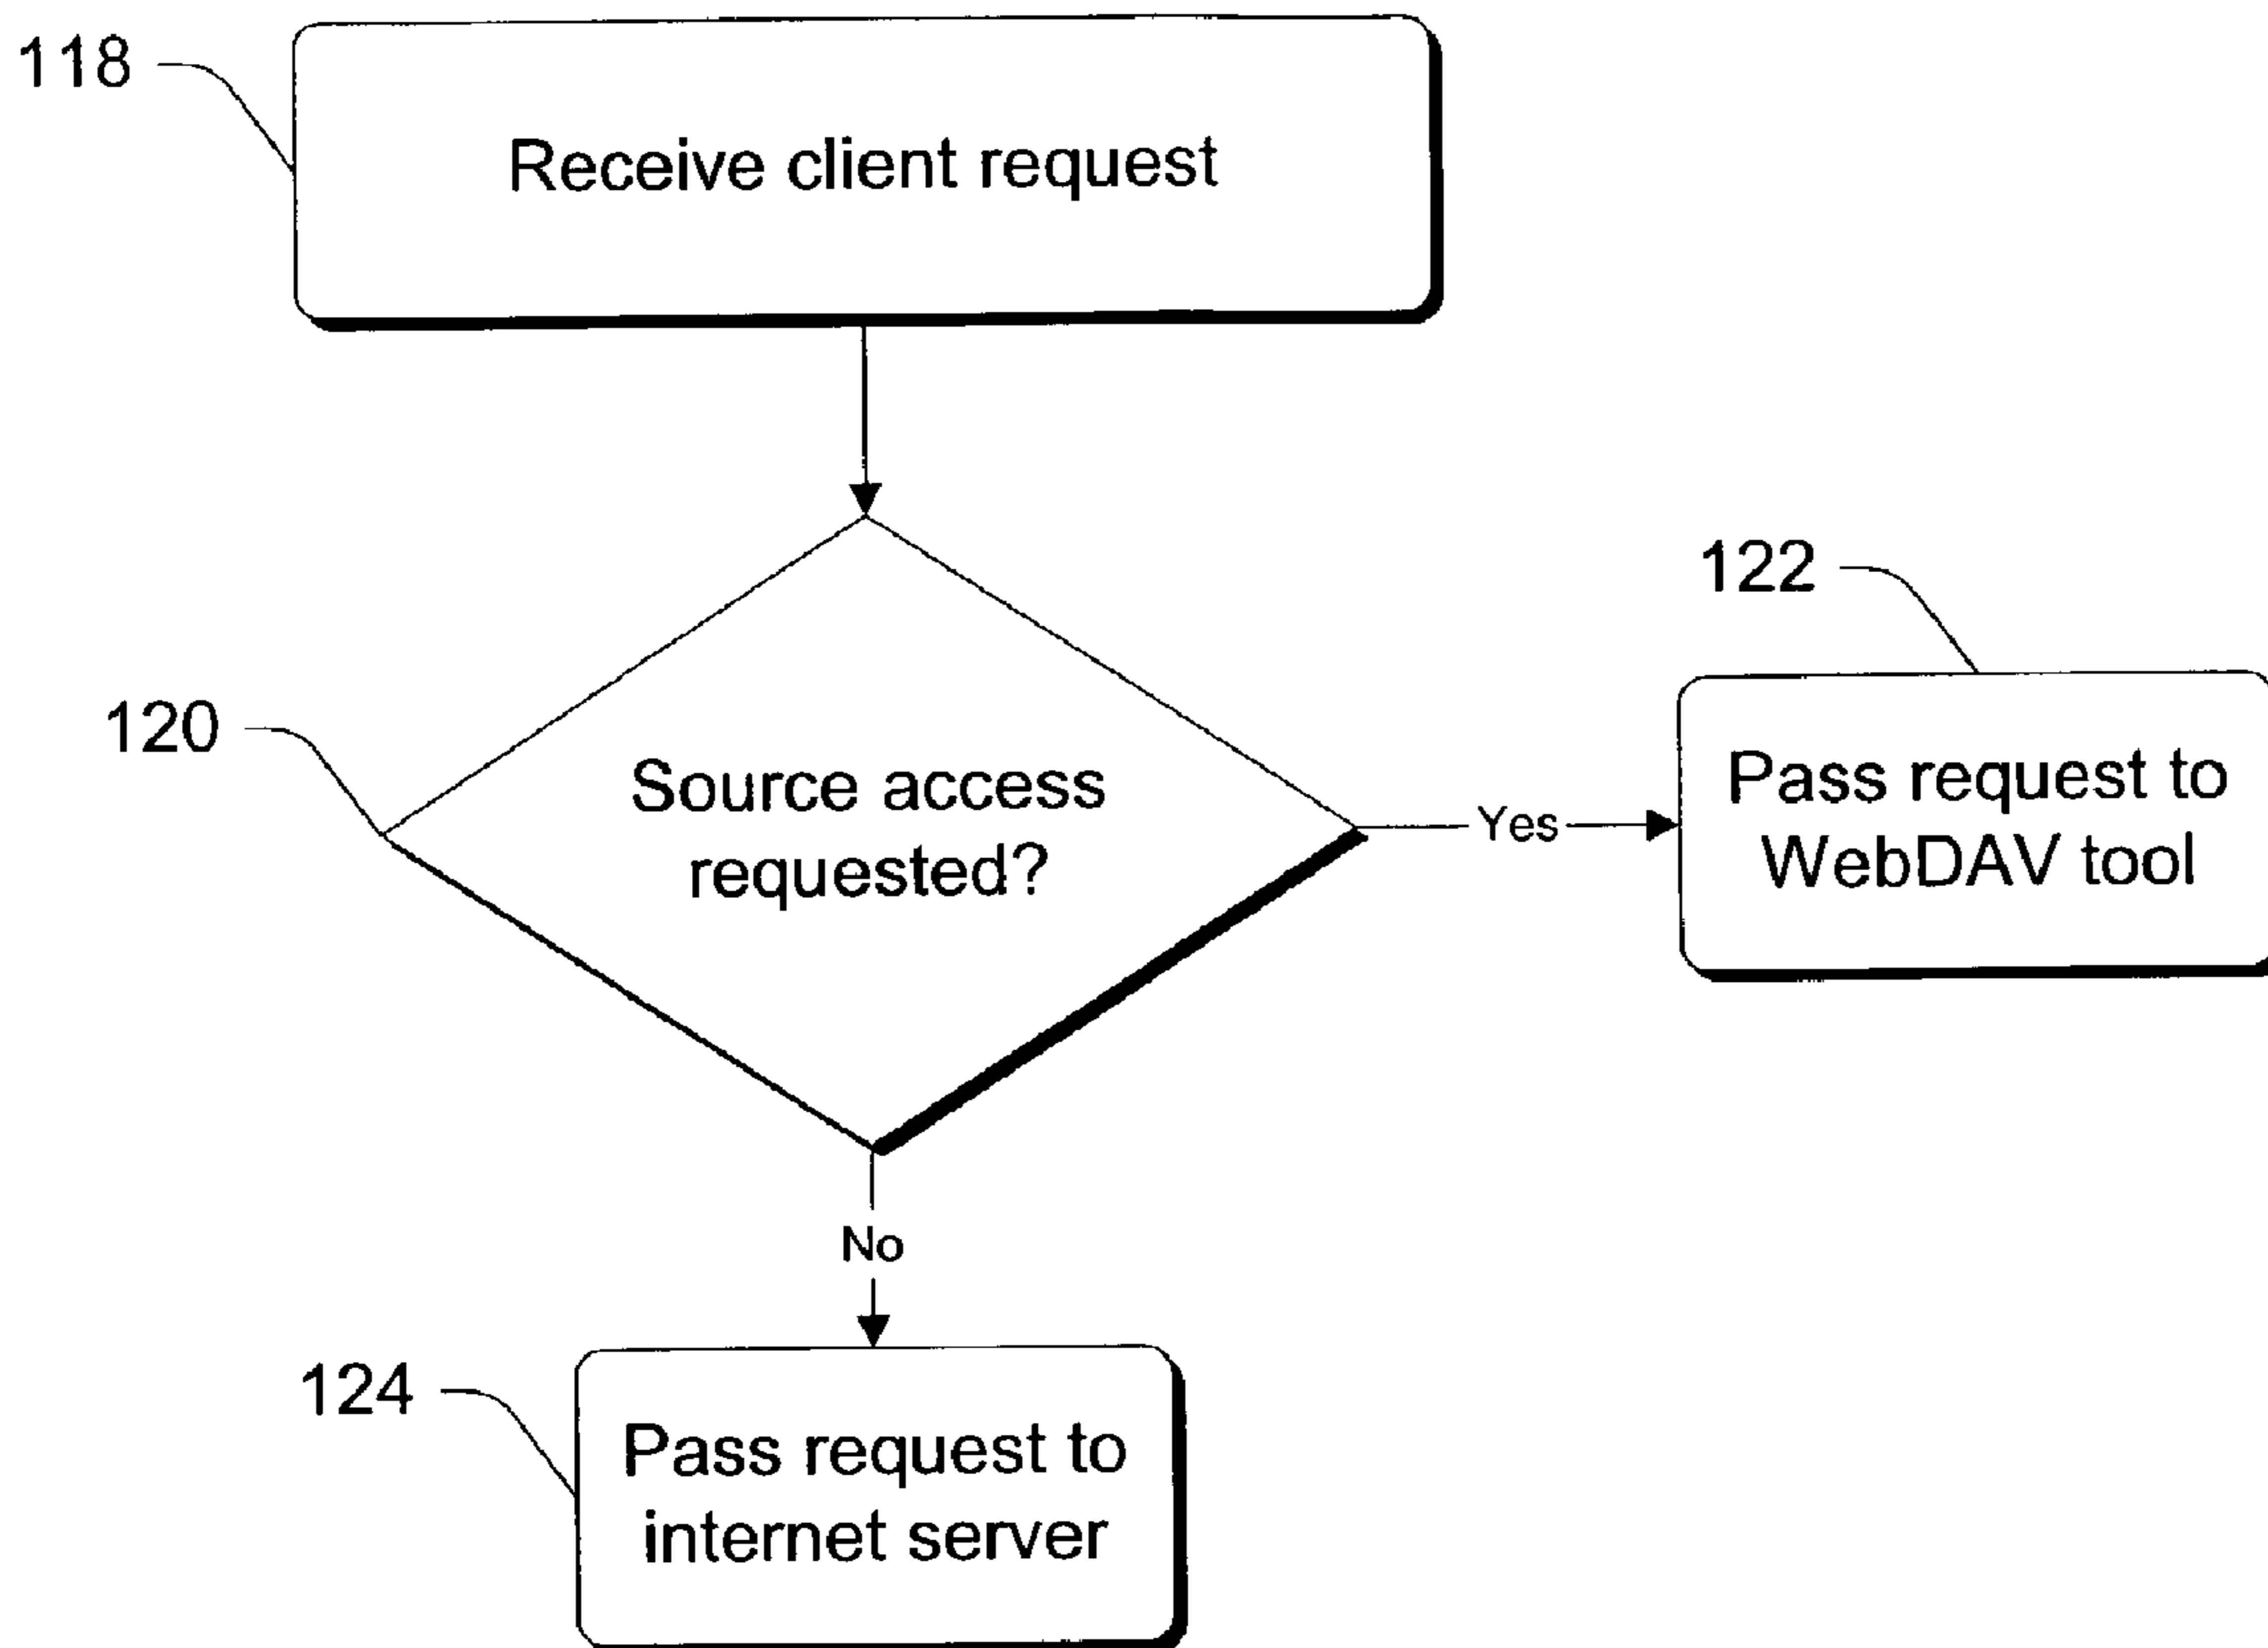 118
Receive client request
120
Source access
requested?
Yes
122
Pass request to
WebDAV tool
No
124
Pass request to
internet server